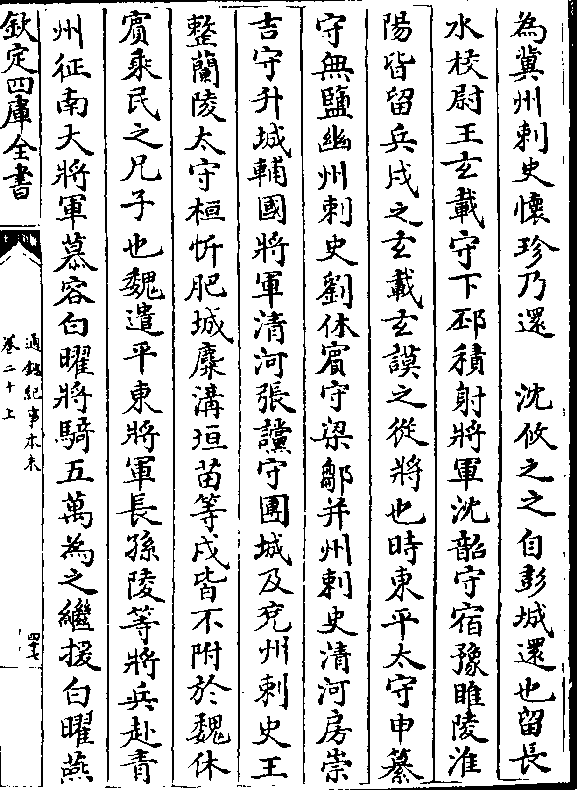 為冀州刺史懷珍乃還　沈攸之之自彭城還也留長
水校尉王玄載守下邳積射將軍沈韶守宿豫睢陵淮
陽皆留兵戍之玄載玄謨之從將也時東平太守申纂
守無鹽幽州刺史劉休賓守梁鄒并州刺史清河房崇
吉守升城輔國將軍清河張讜守團城及兖州刺史王
整蘭陵太守桓忻肥城麋溝垣苗等戍皆不附於魏休
賓乘民之兄子也魏遣平東將軍長孫陵等將兵赴青
州征南大將軍慕容白曜將騎五萬為之繼援白曜燕
欽定四庫全書
通鑑紀事本末
卷二十上
四十七